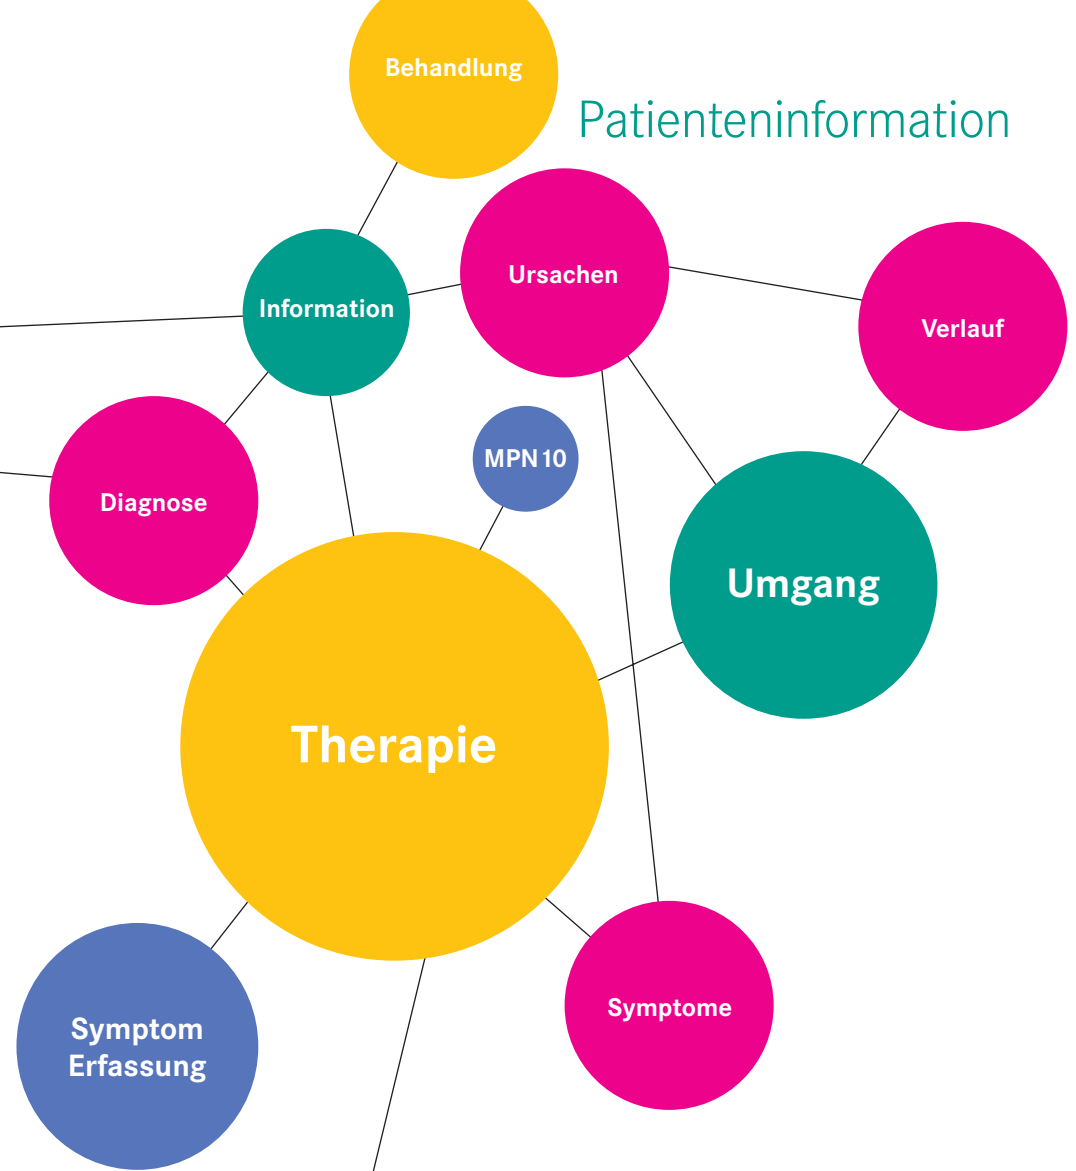 Behandlung
Patienteninformation
Ursachen
Information
Verlauf
MPN 10
Diagnose
Umgang
Therapie
Symptome
Symptom
Erfassung